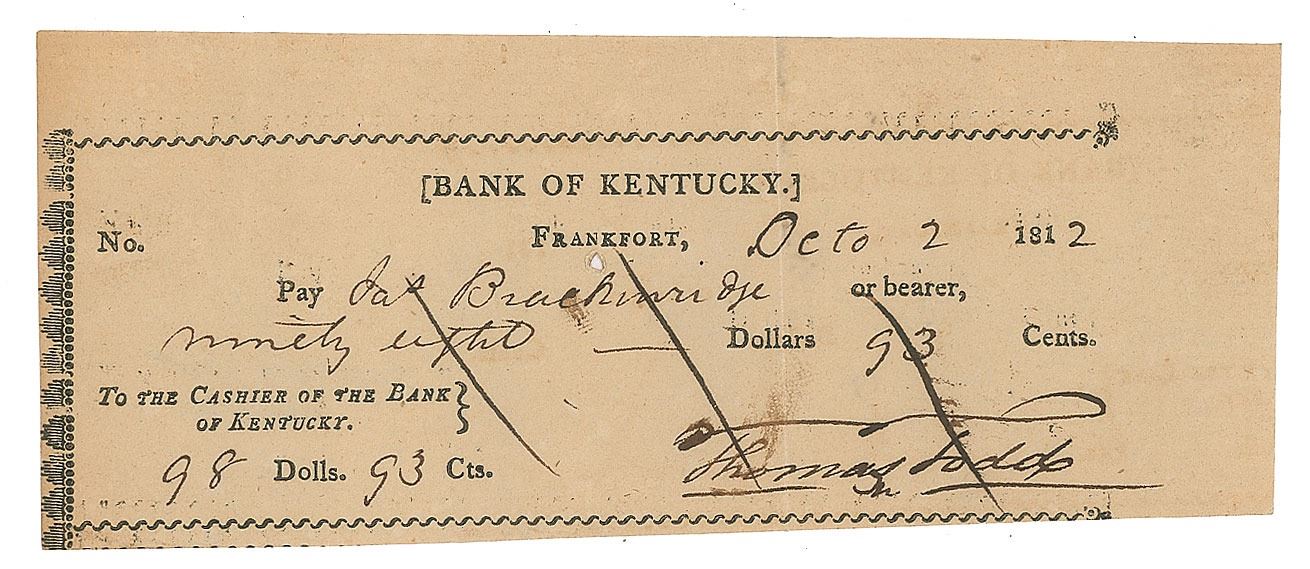 [BANK OF KENTUCKY.]
No. FRANKFORT, Octo 2 1812
Pay Jas Breckinridge or bearer,
ninety eight — Dollars 93 Cents.
TO THE CASHIER OF THE BANK }
OF KENTUCKY.
98 Dolls. 93 Cts. Thomas Todd